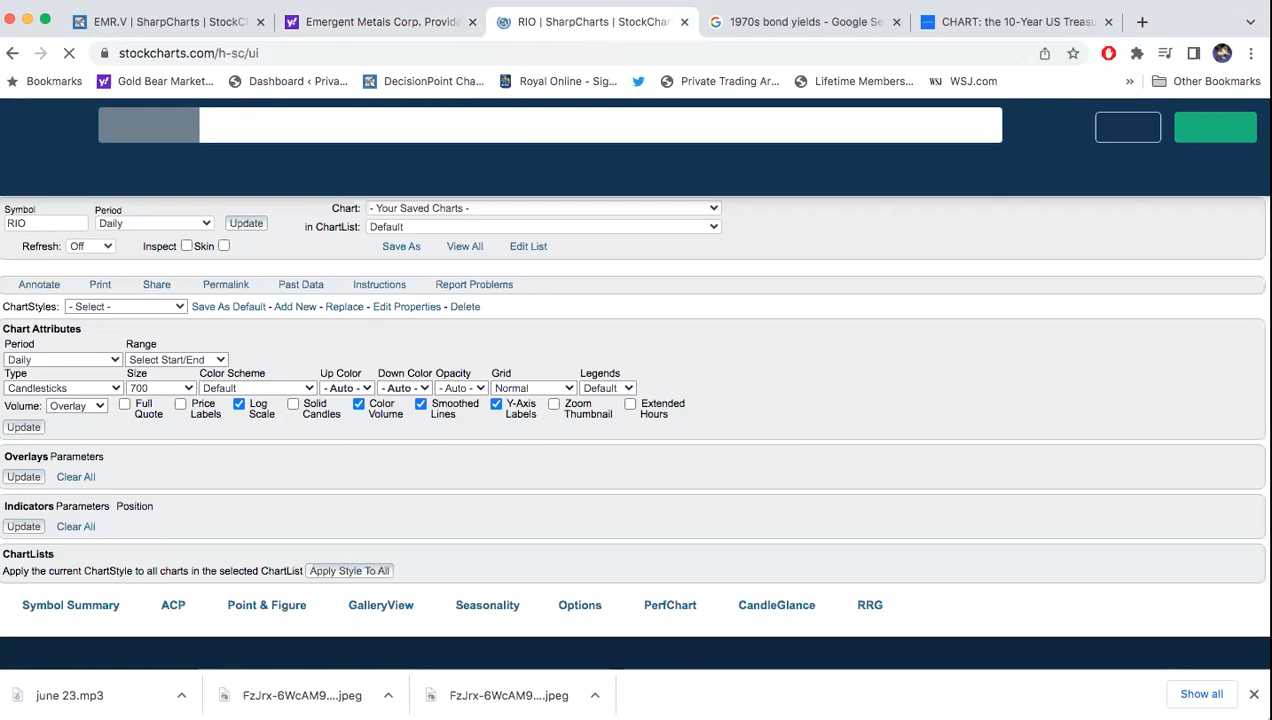 EMR.V | SharpCharts | StockCh
Emergent Metals Corp. Provide
RIO | SharpCharts | StockChar
1970s bond yields - Google Se
CHART: the 10-Year US Treasu
stockcharts.com/h-sc/ui
Bookmarks
Gold Bear Market...
Dashboard ‹ Priva...
DecisionPoint Cha...
Royal Online - Sig...
Private Trading Ar...
Lifetime Members...
WSJ WSJ.com
» Other Bookmarks
Symbol Period Chart: - Your Saved Charts -
RIO Daily Update in ChartList: Default
Refresh: Off Inspect Skin Save As View All Edit List
Annotate Print Share Permalink Past Data Instructions Report Problems
ChartStyles: - Select - Save As Default - Add New - Replace - Edit Properties - Delete
Chart Attributes
Period Range
Daily Select Start/End
Type Size Color Scheme Up Color Down Color Opacity Grid Legends
Candlesticks 700 Default - Auto - - Auto - - Auto - Normal Default
Volume: Overlay Full Quote Price Labels Log Scale Solid Candles Color Volume Smoothed Lines Y-Axis Labels Zoom Thumbnail Extended Hours
Update
Overlays Parameters
Update Clear All
Indicators Parameters Position
Update Clear All
ChartLists
Apply the current ChartStyle to all charts in the selected ChartList Apply Style To All
Symbol Summary ACP Point & Figure GalleryView Seasonality Options PerfChart CandleGlance RRG
june 23.mp3
FzJrx-6WcAM9....jpeg
FzJrx-6WcAM9....jpeg
Show all